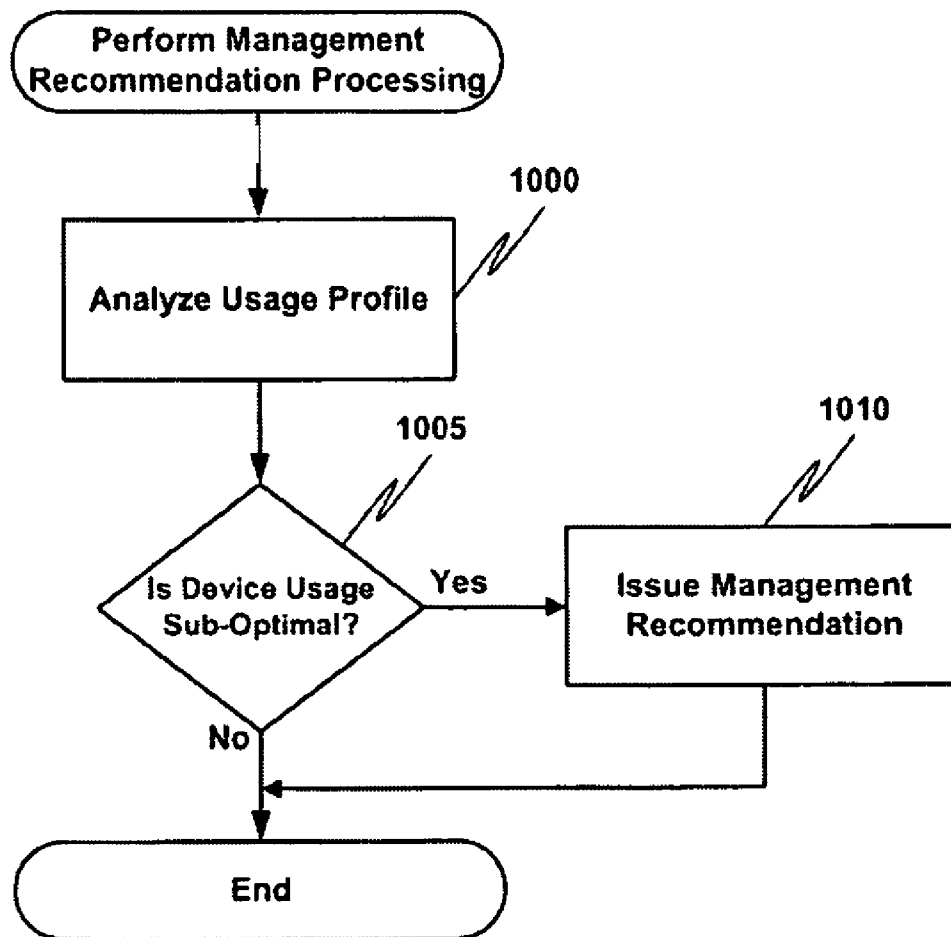 Perform Management
Recommendation Processing
1000
Analyze Usage Profile
1005
1010
Is Device Usage
Sub-Optimal?
Yes
Issue Management
Recommendation
No
End